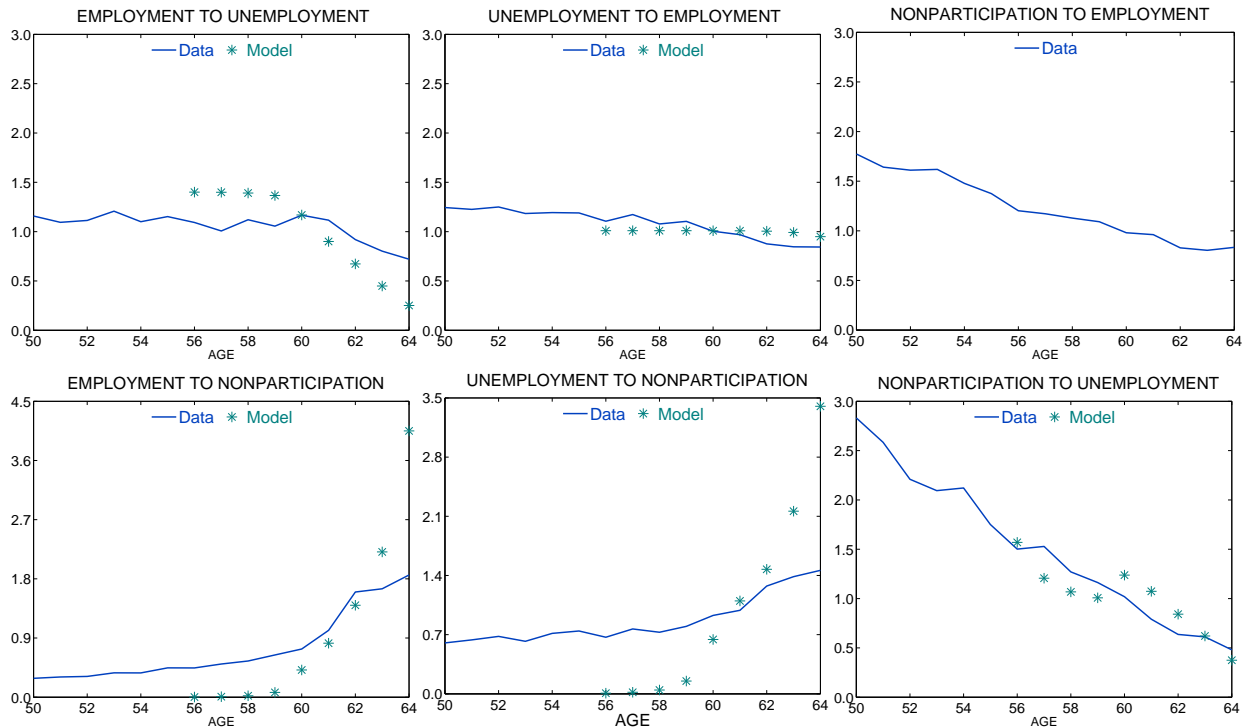 EMPLOYMENT TO UNEMPLOYMENT
Data Model
3.0
2.5
2.0
1.5
1.0
0.5
0.0
50 52 54 56 58 60 62 64
AGE
UNEMPLOYMENT TO EMPLOYMENT
Data Model
3.0
2.5
2.0
1.5
1.0
0.5
0.0
50 52 54 56 58 60 62 64
AGE
NONPARTICIPATION TO EMPLOYMENT
Data
3.0
2.5
2.0
1.5
1.0
0.5
0.0
50 52 54 56 58 60 62 64
AGE
EMPLOYMENT TO NONPARTICIPATION
Data Model
4.5
3.6
2.7
1.8
0.9
0.0
50 52 54 56 58 60 62 64
AGE
UNEMPLOYMENT TO NONPARTICIPATION
Data Model
3.5
2.8
2.1
1.4
0.7
0.0
50 52 54 56 58 60 62 64
AGE
NONPARTICIPATION TO UNEMPLOYMENT
Data Model
3.0
2.5
2.0
1.5
1.0
0.5
0.0
50 52 54 56 58 60 62 64
AGE